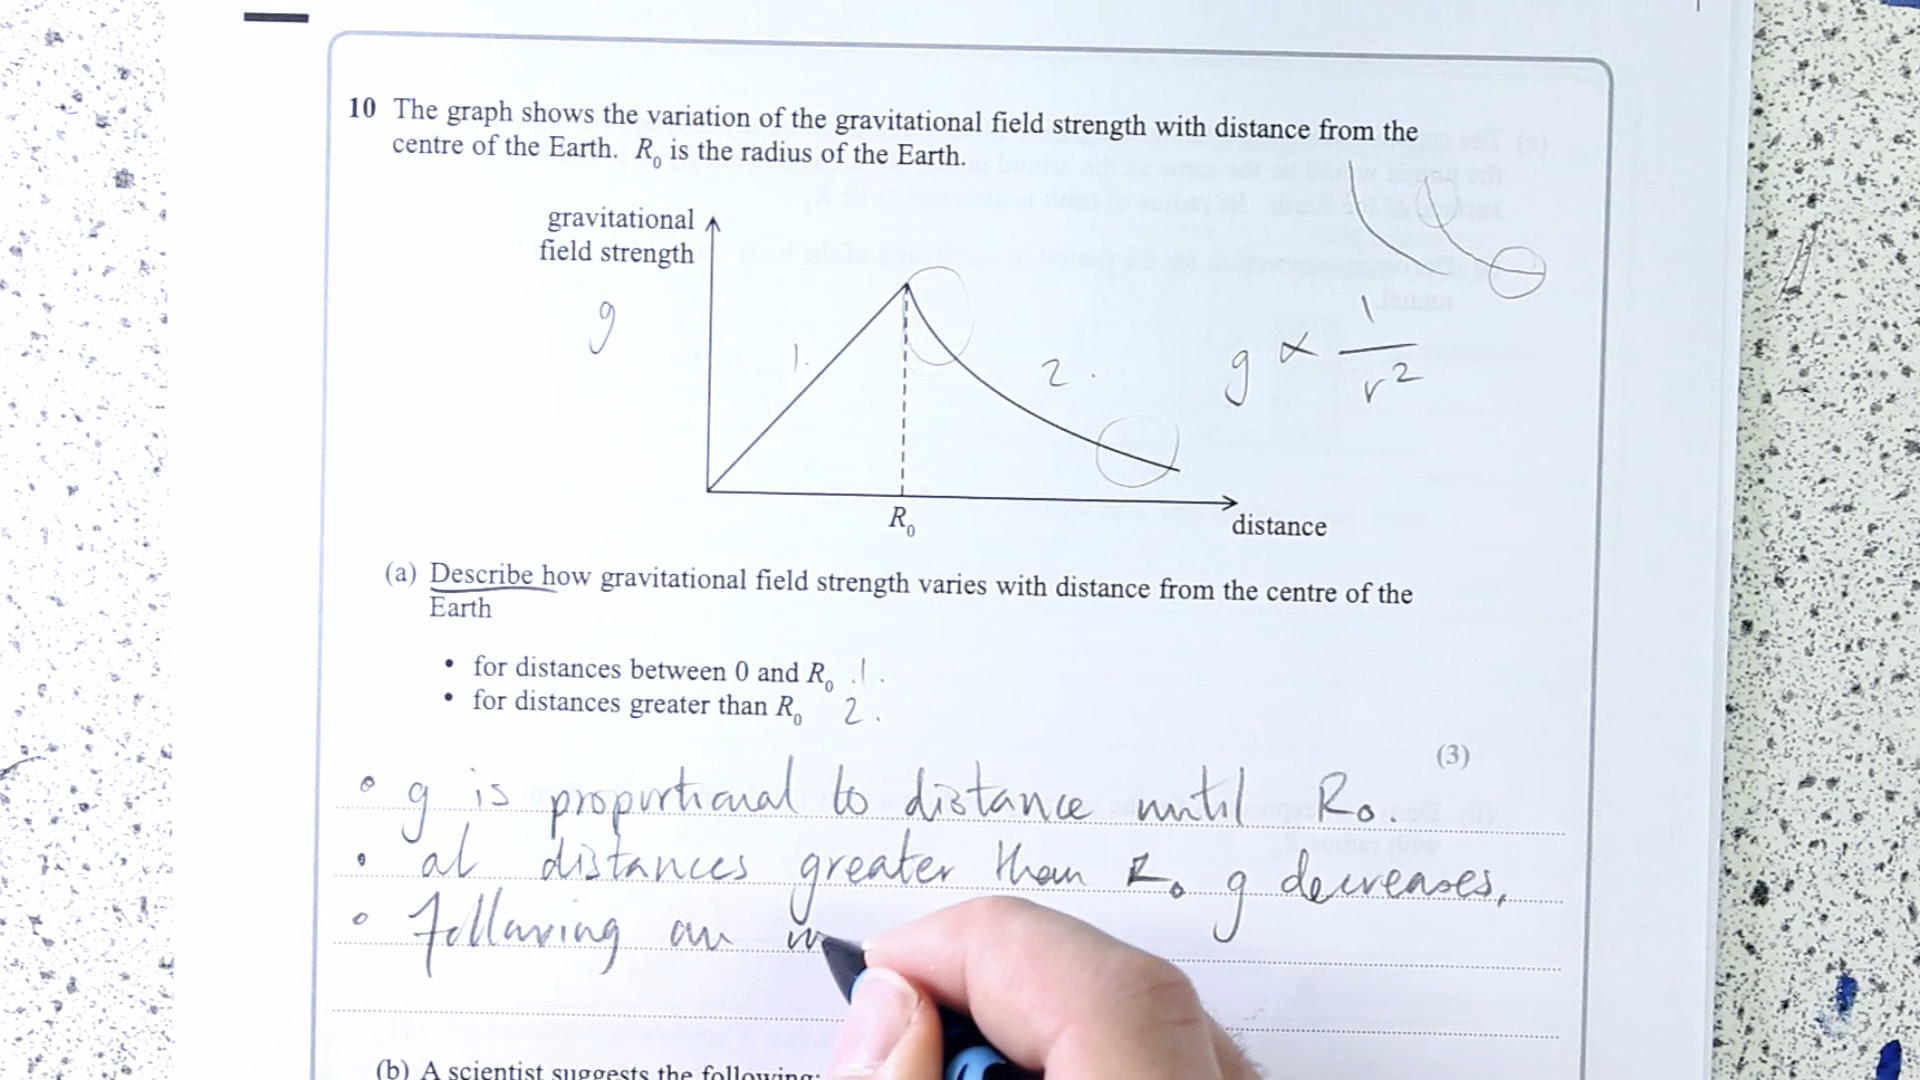 10 The graph shows the variation of the gravitational field strength with distance from the
centre of the Earth. R₀ is the radius of the Earth.
gravitational
field strength
g
1.
2.
g ∝ 1/r²
R₀
distance
(a) Describe how gravitational field strength varies with distance from the centre of the
Earth
• for distances between 0 and R₀ .1.
• for distances greater than R₀ 2.
(3)
• g is proportional to distance until R₀.
• at distances greater than R₀ g decreases,
• following an in
(b) A scientist suggests the following: